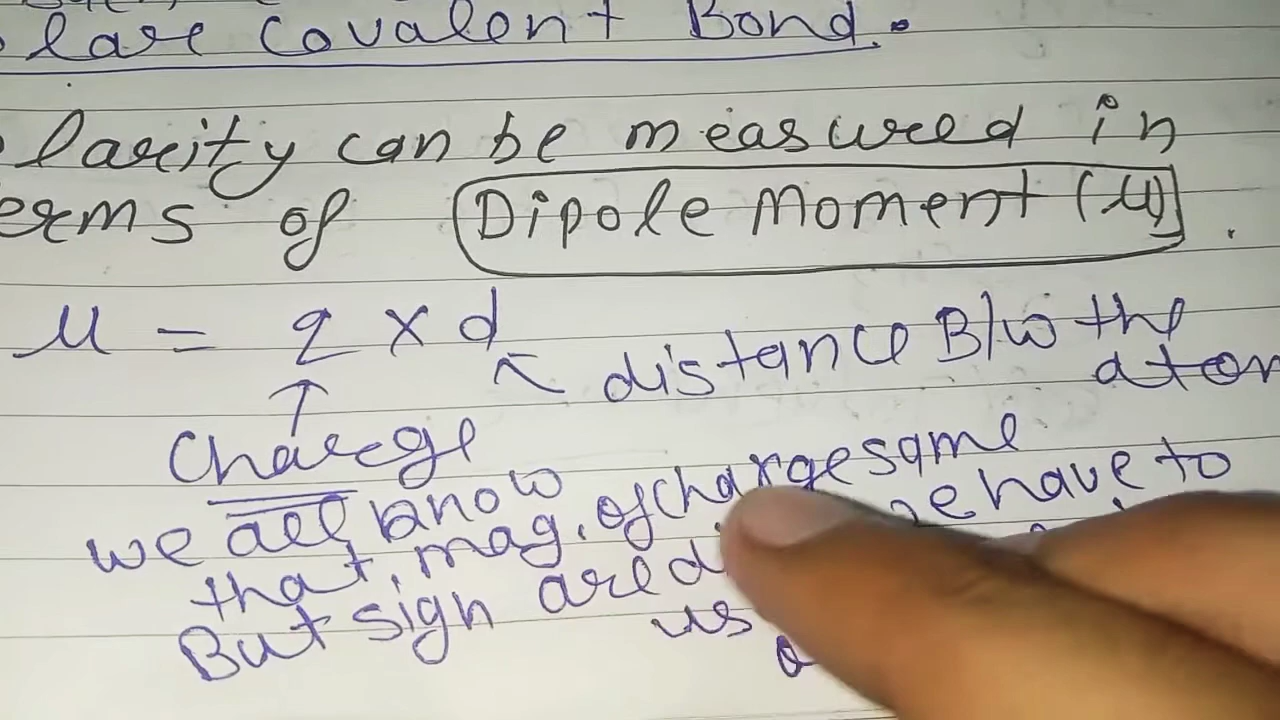 lare Covalent Bond.
larity can be measured in
erms of Dipole Moment (μ).
μ = q × d
distance B/w the
atom
Charge
we all know
that, mag. of charge same
But sign are we have to
us